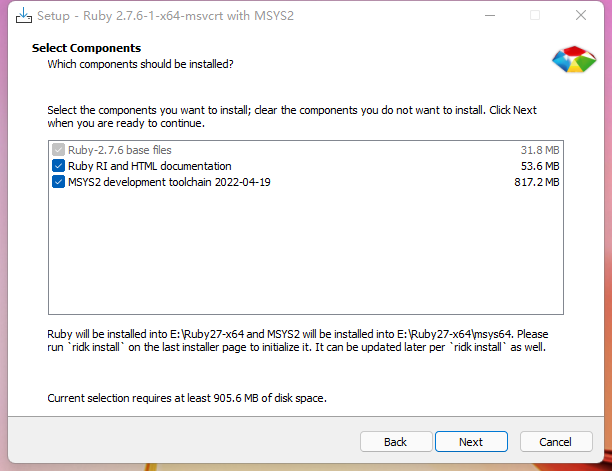 Setup - Ruby 2.7.6-1-x64-msvcrt with MSYS2
Select Components
Which components should be installed?
Select the components you want to install; clear the components you do not want to install. Click Next
when you are ready to continue.
Ruby-2.7.6 base files 31.8 MB
Ruby RI and HTML documentation 53.6 MB
MSYS2 development toolchain 2022-04-19 817.2 MB
Ruby will be installed into E:\Ruby27-x64 and MSYS2 will be installed into E:\Ruby27-x64\msys64. Please
run `ridk install` on the last installer page to initialize it. It can be updated later per `ridk install` as well.
Current selection requires at least 905.6 MB of disk space.
Back Next Cancel